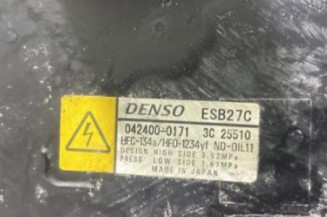 DENSO ESB27C
042400-0171 3C 25510
HFC-134a/HFO-1234yf ND-OIL11
DESIGN HIGH SIDE 3.53MPa
PRESS LOW SIDE 1.67MPa
MADE IN JAPAN